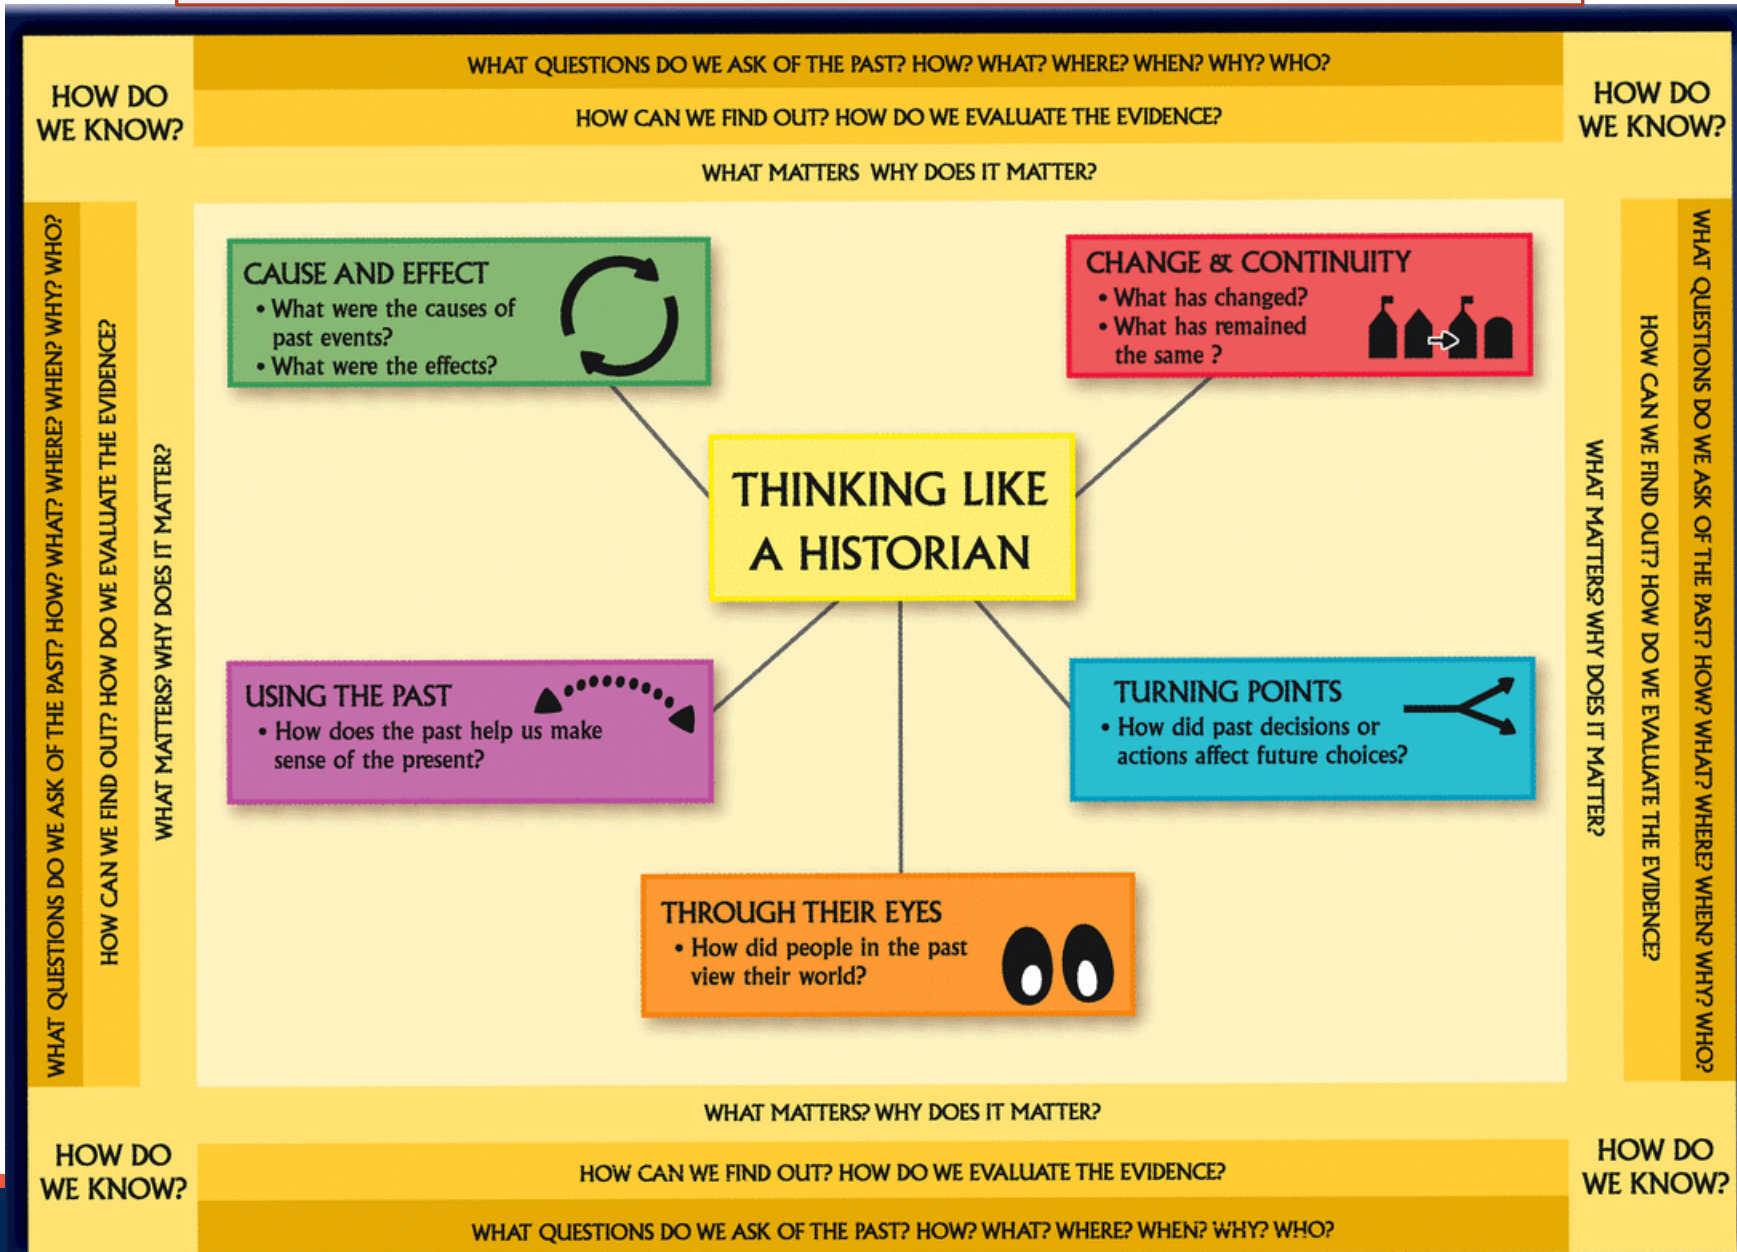 WHAT QUESTIONS DO WE ASK OF THE PAST? HOW? WHAT? WHERE? WHEN? WHY? WHO?
HOW DO
WE KNOW?
HOW CAN WE FIND OUT? HOW DO WE EVALUATE THE EVIDENCE?
HOW DO
WE KNOW?
WHAT MATTERS WHY DOES IT MATTER?
WHAT QUESTIONS DO WE ASK OF THE PAST? HOW? WHAT? WHERE? WHEN? WHY? WHO?
HOW CAN WE FIND OUT? HOW DO WE EVALUATE THE EVIDENCE?
WHAT MATTERS? WHY DOES IT MATTER?
CAUSE AND EFFECT
• What were the causes of
past events?
• What were the effects?
CHANGE & CONTINUITY
• What has changed?
• What has remained
the same ?
THINKING LIKE
A HISTORIAN
USING THE PAST
• How does the past help us make
sense of the present?
TURNING POINTS
• How did past decisions or
actions affect future choices?
THROUGH THEIR EYES
• How did people in the past
view their world?
WHAT MATTERS? WHY DOES IT MATTER?
HOW CAN WE FIND OUT? HOW DO WE EVALUATE THE EVIDENCE?
WHAT QUESTIONS DO WE ASK OF THE PAST? HOW? WHAT? WHERE? WHEN? WHY? WHO?
WHAT MATTERS? WHY DOES IT MATTER?
HOW DO
WE KNOW?
HOW CAN WE FIND OUT? HOW DO WE EVALUATE THE EVIDENCE?
HOW DO
WE KNOW?
WHAT QUESTIONS DO WE ASK OF THE PAST? HOW? WHAT? WHERE? WHEN? WHY? WHO?